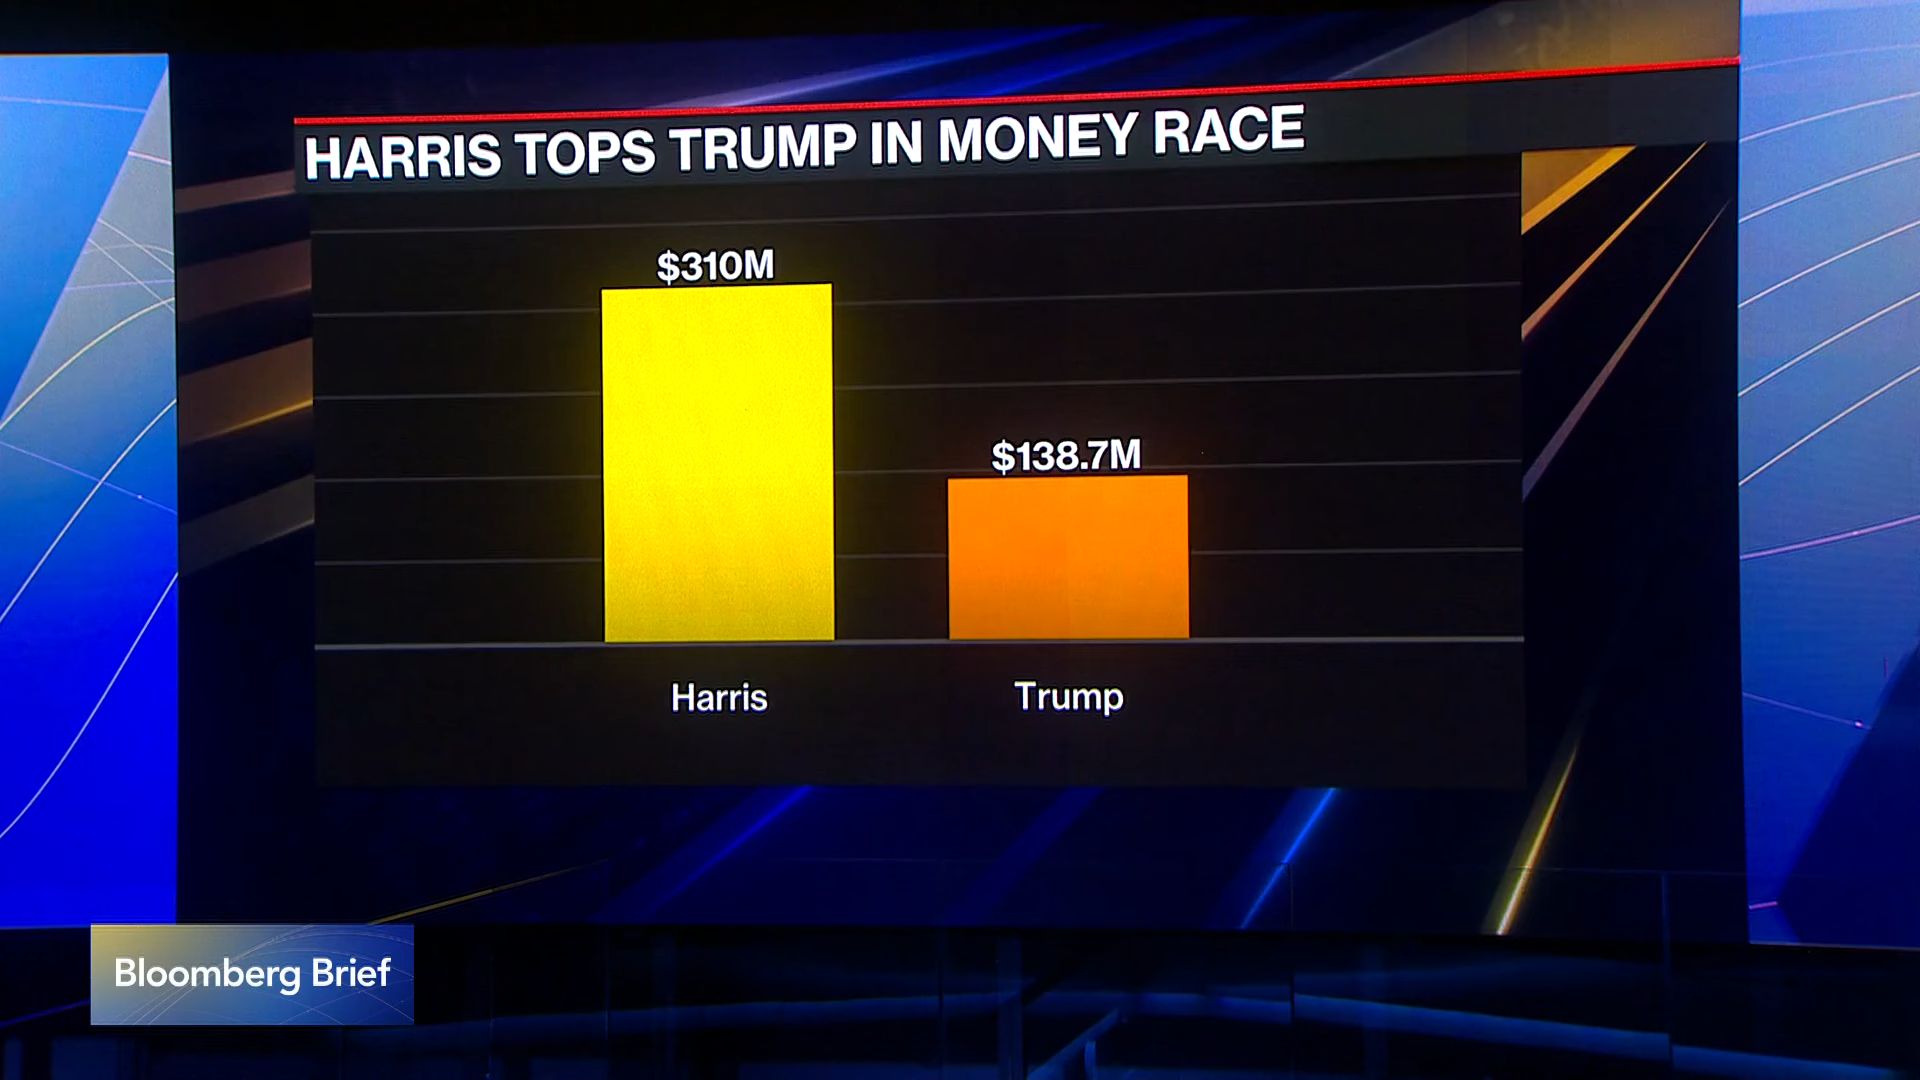 HARRIS TOPS TRUMP IN MONEY RACE
$310M
$138.7M
Harris
Trump
Bloomberg Brief